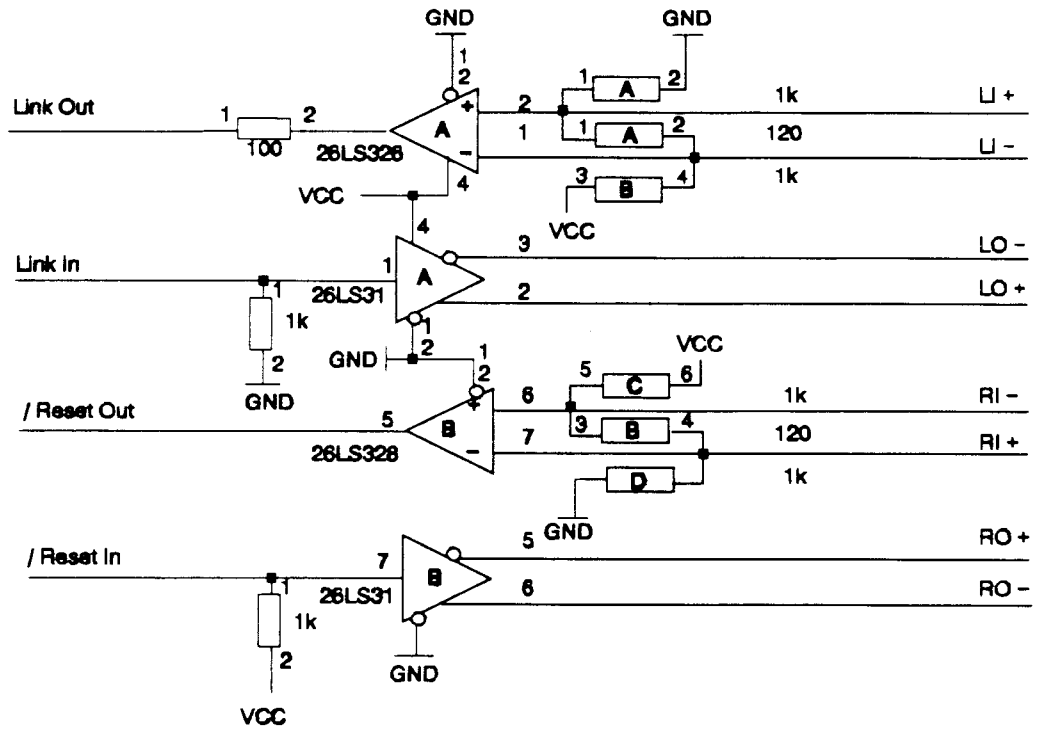 GND
GND
1
2
1 A 2
1k
LI +
Link Out
1
2
100
26LS328
+
A
−
2
1
1 A 2
120
LI −
4
3 B 4
1k
VCC
VCC
4
3
LO −
Link In
1
1
26LS31
A
2
LO +
1k
2
1
2
GND
GND
1
2
VCC
5 C 6
6
1k
RI −
/ Reset Out
5
26LS328
+
B
−
3 B 4
120
7
RI +
D
1k
GND
5
RO +
/ Reset In
1
7
26LS31
B
6
RO −
1k
2
GND
VCC